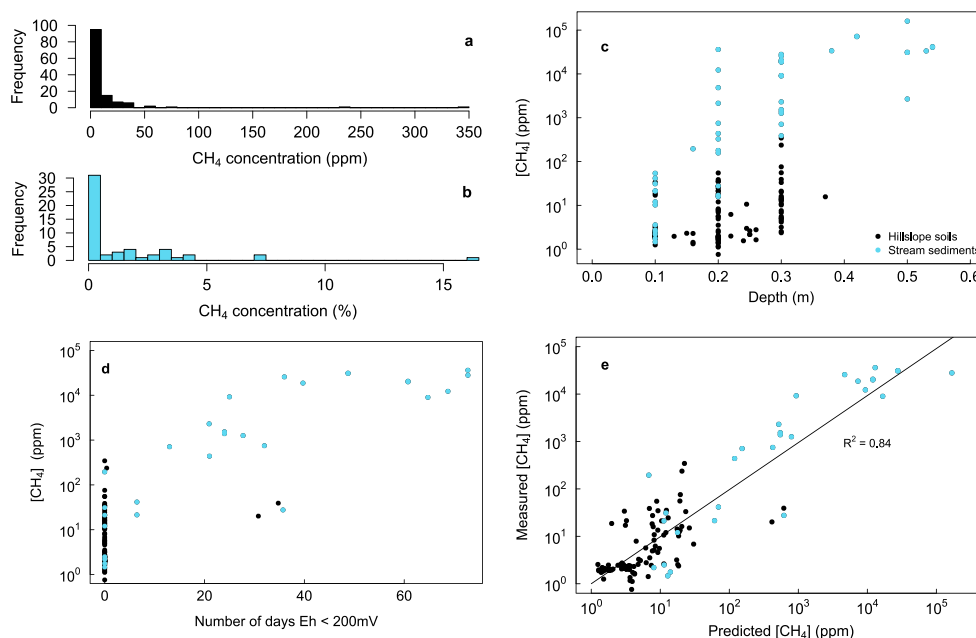 a
Frequency
100
80
60
40
20
0
0 50 100 150 200 250 300 350
CH4 concentration (ppm)
b
Frequency
30
25
20
15
10
5
0
0 5 10 15
CH4 concentration (%)
c
[CH4] (ppm)
10^5
10^4
10^3
10^2
10^1
10^0
Hillslope soils
Stream sediments
0.0 0.1 0.2 0.3 0.4 0.5 0.6
Depth (m)
d
[CH4] (ppm)
10^5
10^4
10^3
10^2
10^1
10^0
0 20 40 60
Number of days Eh < 200mV
e
Measured [CH4] (ppm)
10^5
10^4
10^3
10^2
10^1
10^0
R² = 0.84
10^0 10^1 10^2 10^3 10^4 10^5
Predicted [CH4] (ppm)